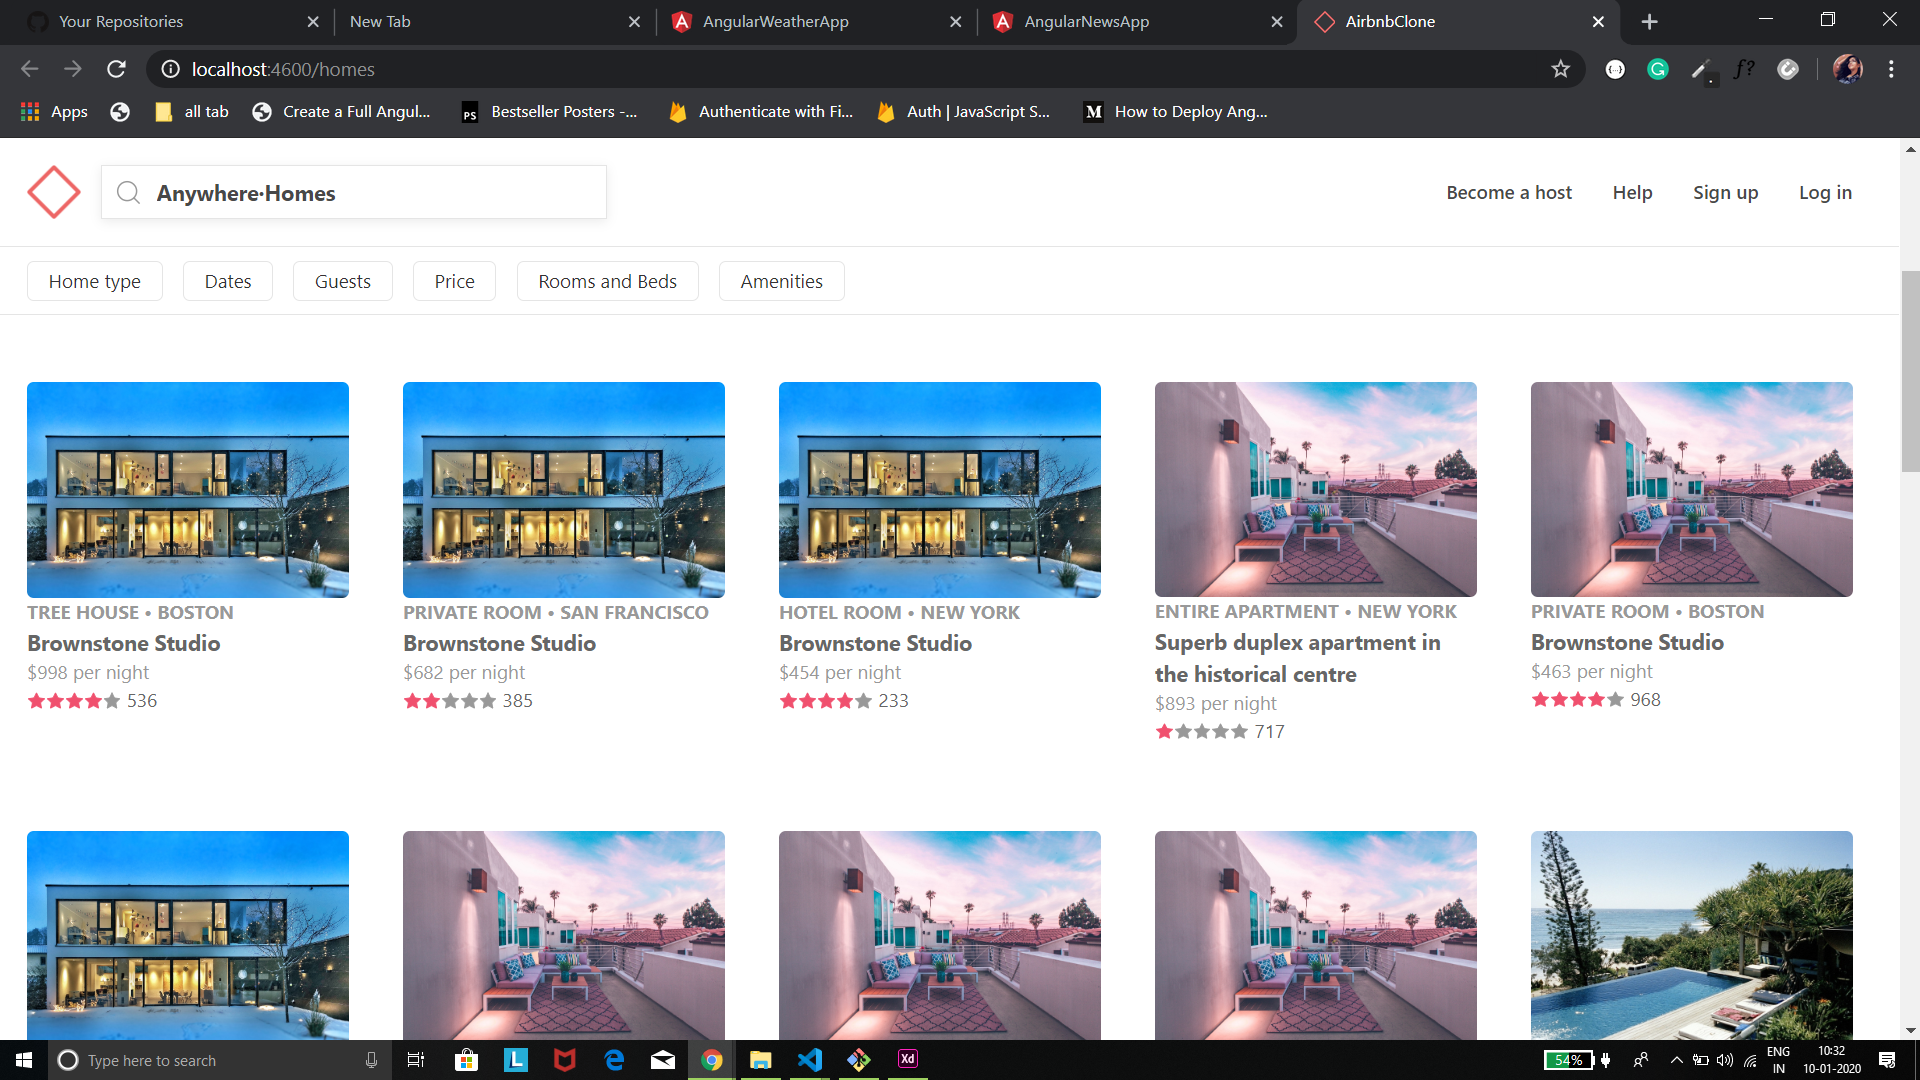 Your Repositories
New Tab
AngularWeatherApp
AngularNewsApp
AirbnbClone
localhost:4600/homes
Apps
all tab
Create a Full Angul...
PS
Bestseller Posters -...
Authenticate with Fi...
Auth | JavaScript S...
M
How to Deploy Ang...
Anywhere·Homes
Become a host
Help
Sign up
Log in
Home type
Dates
Guests
Price
Rooms and Beds
Amenities
TREE HOUSE • BOSTON
Brownstone Studio
$998 per night
536
PRIVATE ROOM • SAN FRANCISCO
Brownstone Studio
$682 per night
385
HOTEL ROOM • NEW YORK
Brownstone Studio
$454 per night
233
ENTIRE APARTMENT • NEW YORK
Superb duplex apartment in
the historical centre
$893 per night
717
PRIVATE ROOM • BOSTON
Brownstone Studio
$463 per night
968
Type here to search
L
Xd
54%
ENG
IN
10:32
10-01-2020